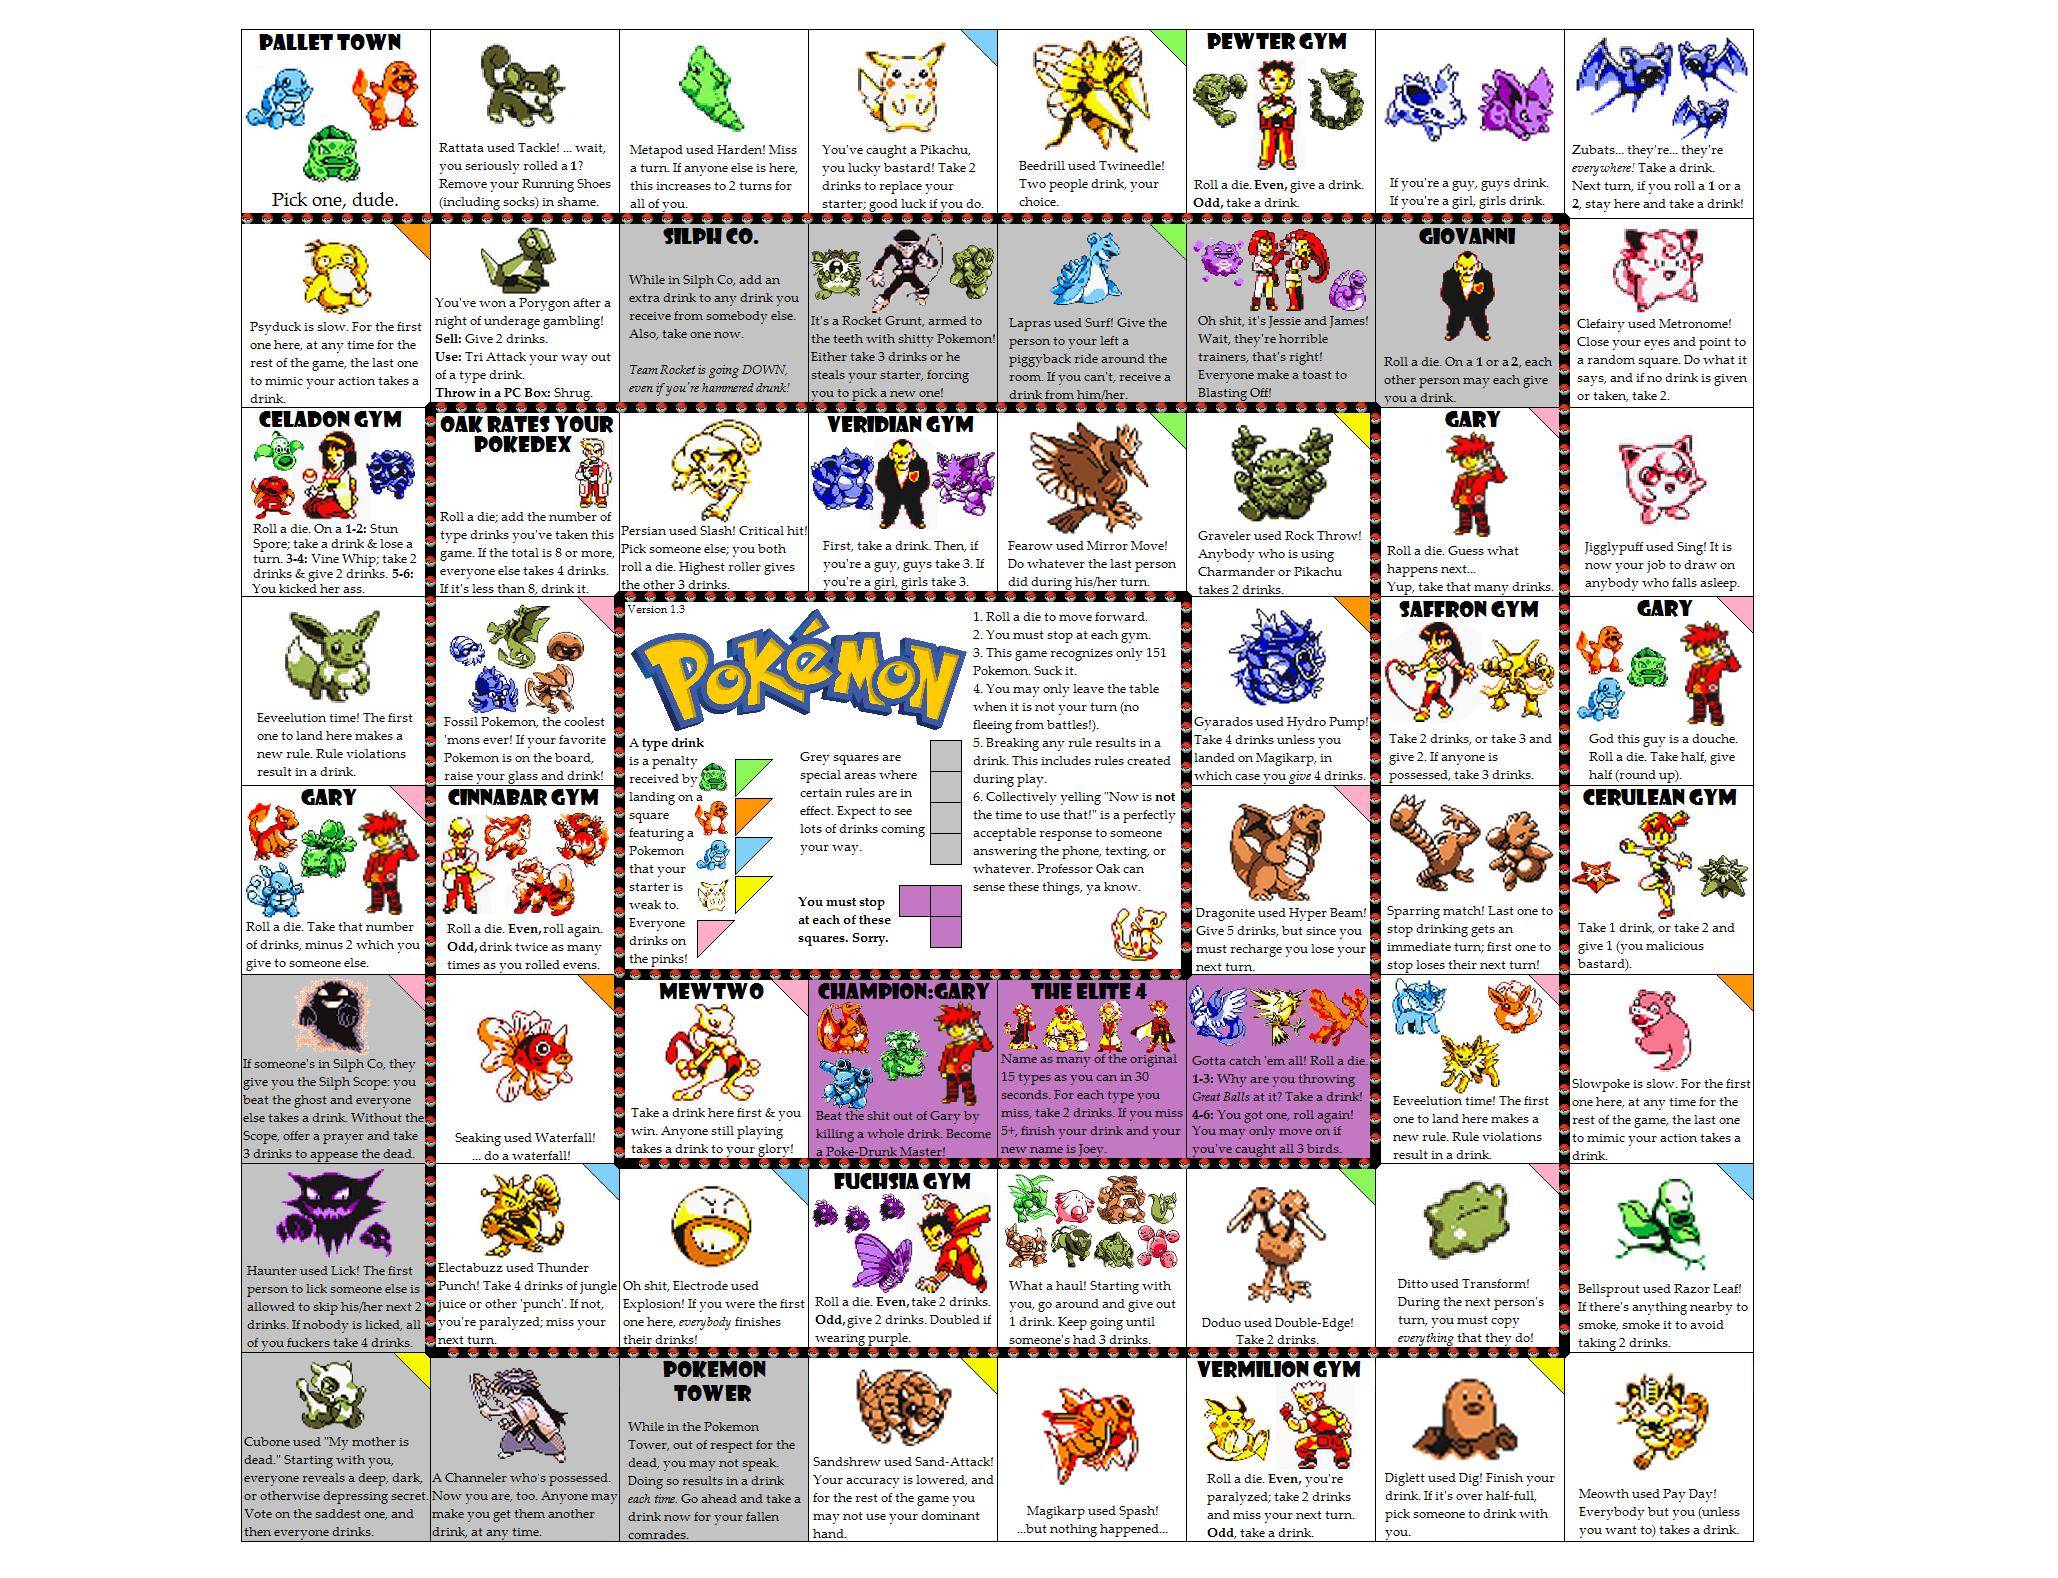 PALLET TOWN
Pick one, dude.
Rattata used Tackle! ... wait,
you seriously rolled a 1?
Remove your Running Shoes
(including socks) in shame.
Metapod used Harden! Miss
a turn. If anyone else is here,
this increases to 2 turns for
all of you.
You've caught a Pikachu,
you lucky bastard! Take 2
drinks to replace your
starter; good luck if you do.
Beedrill used Twineedle!
Two people drink, your
choice.
PEWTER GYM
Roll a die. Even, give a drink.
Odd, take a drink.
If you're a guy, guys drink.
If you're a girl, girls drink.
Zubats... they're... they're
everywhere! Take a drink.
Next turn, if you roll a 1 or a
2, stay here and take a drink!
Psyduck is slow. For the first
one here, at any time for the
rest of the game, the last one
to mimic your action takes a
drink.
You've won a Porygon after a
night of underage gambling!
Sell: Give 2 drinks.
Use: Tri Attack your way out
of a type drink.
Throw in a PC Box: Shrug.
SILPH CO.
While in Silph Co, add an
extra drink to any drink you
receive from somebody else.
Also, take one now.
Team Rocket is going DOWN,
even if you're hammered drunk!
It's a Rocket Grunt, armed to
the teeth with shitty Pokemon!
Either take 3 drinks or he
steals your starter, forcing
you to pick a new one!
Lapras used Surf! Give the
person to your left a
piggyback ride around the
room. If you can't, receive a
drink from him/her.
Oh shit, it's Jessie and James!
Wait, they're horrible
trainers, that's right!
Everyone make a toast to
Blasting Off!
GIOVANNI
Roll a die. On a 1 or a 2, each
other person may each give
you a drink.
Clefairy used Metronome!
Close your eyes and point to
a random square. Do what it
says, and if no drink is given
or taken, take 2.
CELADON GYM
Roll a die. On a 1-2: Stun
Spore; take a drink & lose a
turn. 3-4: Vine Whip; take 2
drinks & give 2 drinks. 5-6:
You kicked her ass.
OAK RATES YOUR
POKEDEX
Roll a die; add the number of
type drinks you've taken this
game. If the total is 8 or more,
everyone else takes 4 drinks.
If it's less than 8, drink it.
Persian used Slash! Critical hit!
Pick someone else; you both
roll a die. Highest roller gives
the other 3 drinks.
VERIDIAN GYM
First, take a drink. Then, if
you're a guy, guys take 3. If
you're a girl, girls take 3.
Fearow used Mirror Move!
Do whatever the last person
did during his/her turn.
Graveler used Rock Throw!
Anybody who is using
Charmander or Pikachu
takes 2 drinks.
GARY
Roll a die. Guess what
happens next...
Yup, take that many drinks.
Jigglypuff used Sing! It is
now your job to draw on
anybody who falls asleep.
Eeveelution time! The first
one to land here makes a
new rule. Rule violations
result in a drink.
Fossil Pokemon, the coolest
'mons ever! If your favorite
Pokemon is on the board,
raise your glass and drink!
Version 1.3
POKéMON
A type drink
is a penalty
received by
landing on a
square
featuring a
Pokemon
that your
starter is
weak to.
Everyone
drinks on
the pinks!
Grey squares are
special areas where
certain rules are in
effect. Expect to see
lots of drinks coming
your way.
You must stop
at each of these
squares. Sorry.
1. Roll a die to move forward.
2. You must stop at each gym.
3. This game recognizes only 151
Pokemon. Suck it.
4. You may only leave the table
when it is not your turn (no
fleeing from battles!).
5. Breaking any rule results in a
drink. This includes rules created
during play.
6. Collectively yelling "Now is not
the time to use that!" is a perfectly
acceptable response to someone
answering the phone, texting, or
whatever. Professor Oak can
sense these things, ya know.
Gyarados used Hydro Pump!
Take 4 drinks unless you
landed on Magikarp, in
which case you give 4 drinks.
SAFFRON GYM
Take 2 drinks, or take 3 and
give 2. If anyone is
possessed, take 3 drinks.
GARY
God this guy is a douche.
Roll a die. Take half, give
half (round up).
GARY
Roll a die. Take that number
of drinks, minus 2 which you
give to someone else.
CINNABAR GYM
Roll a die. Even, roll again.
Odd, drink twice as many
times as you rolled evens.
Dragonite used Hyper Beam!
Give 5 drinks, but since you
must recharge you lose your
next turn.
Sparring match! Last one to
stop drinking gets an
immediate turn; first one to
stop loses their next turn!
CERULEAN GYM
Take 1 drink, or take 2 and
give 1 (you malicious
bastard).
If someone's in Silph Co, they
give you the Silph Scope: you
beat the ghost and everyone
else takes a drink. Without the
Scope, offer a prayer and take
3 drinks to appease the dead.
Seaking used Waterfall!
... do a waterfall!
MEWTWO
Take a drink here first & you
win. Anyone still playing
takes a drink to your glory!
CHAMPION:GARY
Beat the shit out of Gary by
killing a whole drink. Become
a Poke-Drunk Master!
THE ELITE 4
Name as many of the original
15 types as you can in 30
seconds. For each type you
miss, take 2 drinks. If you miss
5+, finish your drink and your
new name is Joey.
Gotta catch 'em all! Roll a die.
1-3: Why are you throwing
Great Balls at it? Take a drink!
4-6: You got one, roll again!
You may only move on if
you've caught all 3 birds.
Eeveelution time! The first
one to land here makes a
new rule. Rule violations
result in a drink.
Slowpoke is slow. For the first
one here, at any time for the
rest of the game, the last one
to mimic your action takes a
drink.
Haunter used Lick! The first
person to lick someone else is
allowed to skip his/her next 2
drinks. If nobody is licked, all
of you fuckers take 4 drinks.
Electabuzz used Thunder
Punch! Take 4 drinks of jungle
juice or other 'punch'. If not,
you're paralyzed; miss your
next turn.
Oh shit, Electrode used
Explosion! If you were the first
one here, everybody finishes
their drinks!
FUCHSIA GYM
Roll a die. Even, take 2 drinks.
Odd, give 2 drinks. Doubled if
wearing purple.
What a haul! Starting with
you, go around and give out
1 drink. Keep going until
someone's had 3 drinks.
Doduo used Double-Edge!
Take 2 drinks.
Ditto used Transform!
During the next person's
turn, you must copy
everything that they do!
Bellsprout used Razor Leaf!
If there's anything nearby to
smoke, smoke it to avoid
taking 2 drinks.
Cubone used "My mother is
dead." Starting with you,
everyone reveals a deep, dark,
or otherwise depressing secret.
Vote on the saddest one, and
then everyone drinks.
A Channeler who's possessed.
Now you are, too. Anyone may
make you get them another
drink, at any time.
POKEMON
TOWER
While in the Pokemon
Tower, out of respect for the
dead, you may not speak.
Doing so results in a drink
each time. Go ahead and take a
drink now for your fallen
comrades.
Sandshrew used Sand-Attack!
Your accuracy is lowered, and
for the rest of the game you
may not use your dominant
hand.
Magikarp used Spash!
...but nothing happened...
VERMILION GYM
Roll a die. Even, you're
paralyzed; take 2 drinks
and miss your next turn.
Odd, take a drink.
Diglett used Dig! Finish your
drink. If it's over half-full,
pick someone to drink with
you.
Meowth used Pay Day!
Everybody but you (unless
you want to) takes a drink.